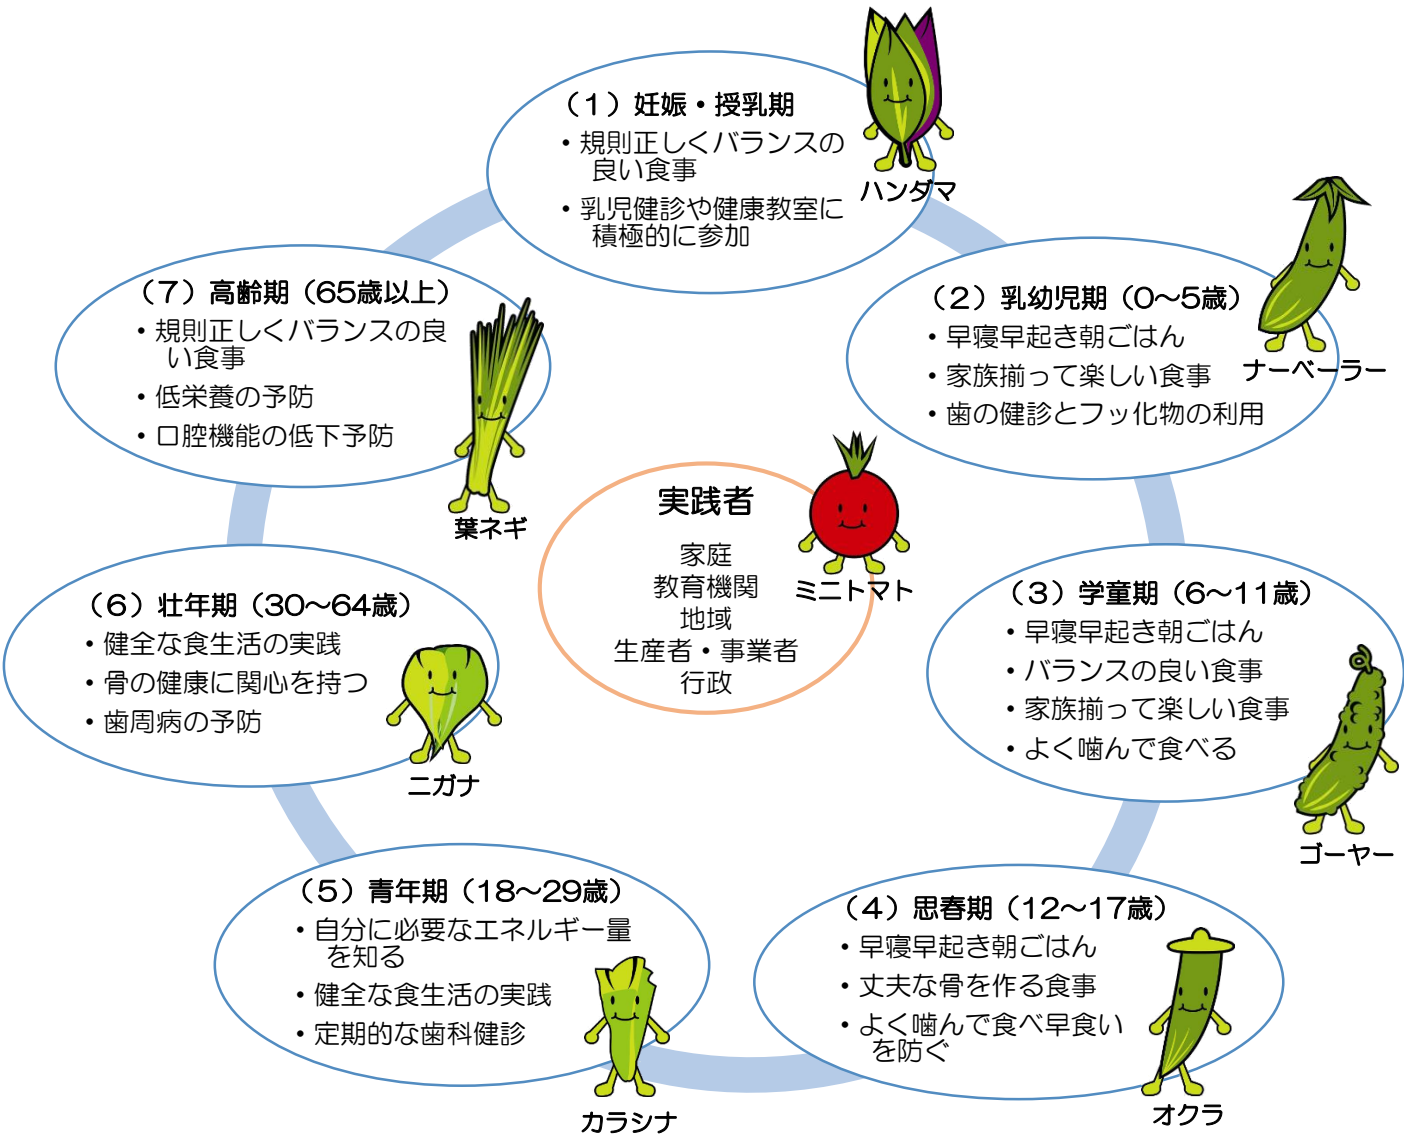 （1）妊娠・授乳期
・規則正しくバランスの
良い食事
・乳児健診や健康教室に
積極的に参加
ハンダマ
（2）乳幼児期（0～5歳）
・早寝早起き朝ごはん
・家族揃って楽しい食事
・歯の健診とフッ化物の利用
ナーベーラー
（3）学童期（6～11歳）
・早寝早起き朝ごはん
・バランスの良い食事
・家族揃って楽しい食事
・よく噛んで食べる
ゴーヤー
（4）思春期（12～17歳）
・早寝早起き朝ごはん
・丈夫な骨を作る食事
・よく噛んで食べ早食い
を防ぐ
オクラ
（5）青年期（18～29歳）
・自分に必要なエネルギー量
を知る
・健全な食生活の実践
・定期的な歯科健診
カラシナ
（6）壮年期（30～64歳）
・健全な食生活の実践
・骨の健康に関心を持つ
・歯周病の予防
ニガナ
（7）高齢期（65歳以上）
・規則正しくバランスの良
い食事
・低栄養の予防
・口腔機能の低下予防
葉ネギ
実践者
家庭
教育機関
地域
生産者・事業者
行政
ミニトマト